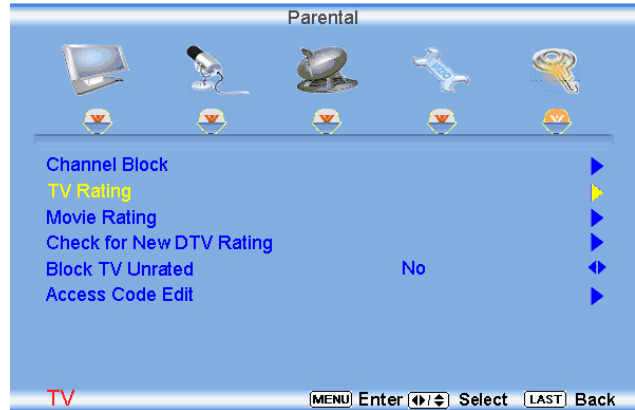 Parental
VIZIO
Channel Block
TV Rating
Movie Rating
Check for New DTV Rating
Block TV Unrated No
Access Code Edit
TV MENU Enter / Select LAST Back